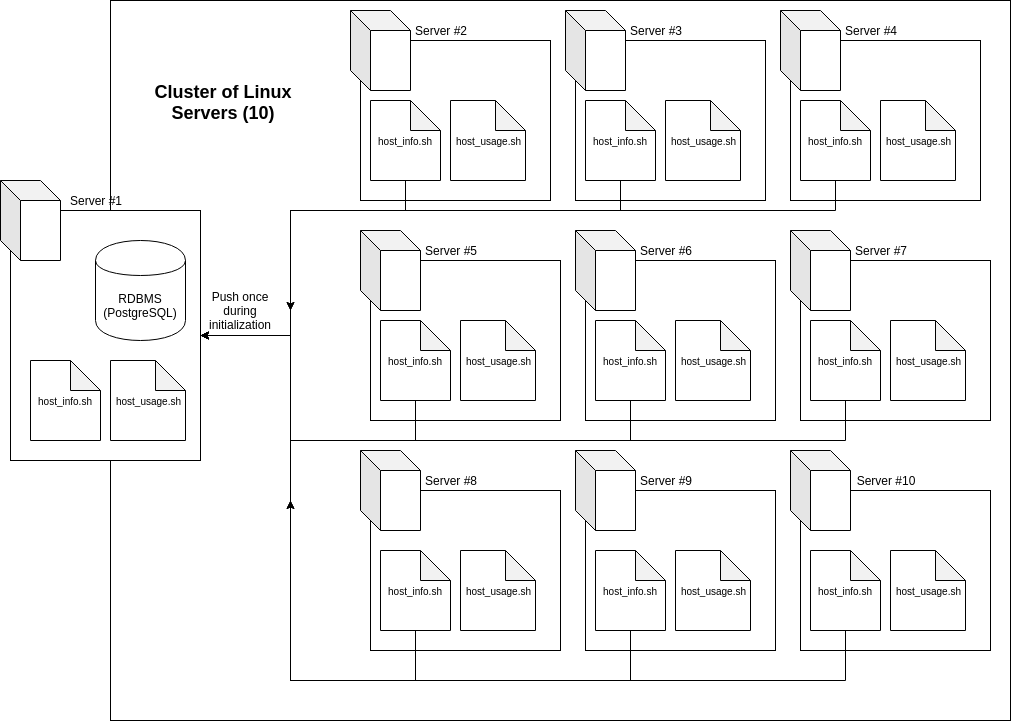 Server #2
Server #3
Server #4
Cluster of Linux
Servers (10)
host_info.sh
host_usage.sh
host_info.sh
host_usage.sh
host_info.sh
host_usage.sh
Server #1
Server #5
Server #6
Server #7
RDBMS
(PostgreSQL)
Push once
during
initialization
host_info.sh
host_usage.sh
host_info.sh
host_usage.sh
host_info.sh
host_usage.sh
host_info.sh
host_usage.sh
Server #8
Server #9
Server #10
host_info.sh
host_usage.sh
host_info.sh
host_usage.sh
host_info.sh
host_usage.sh